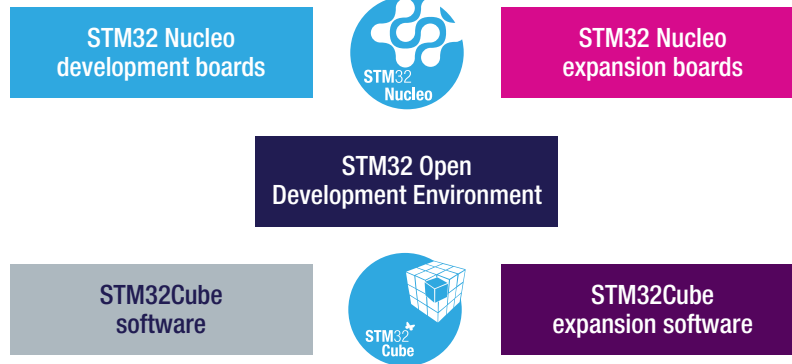 STM32 Nucleo
development boards
STM32
Nucleo
STM32 Nucleo
expansion boards
STM32 Open
Development Environment
STM32Cube
software
STM32
Cube
STM32Cube
expansion software